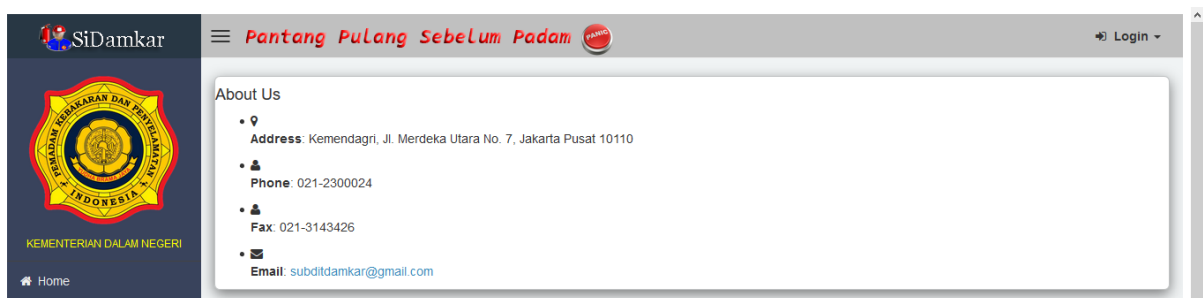 SiDamkar
Pantang Pulang Sebelum Padam
PANIC
Login
PEMADAM KEBAKARAN DAN PENYELAMATAN
INDONESIA
KEMENTERIAN DALAM NEGERI
Home
About Us
Address: Kemendagri, Jl. Merdeka Utara No. 7, Jakarta Pusat 10110
Phone: 021-2300024
Fax: 021-3143426
Email: subditdamkar@gmail.com